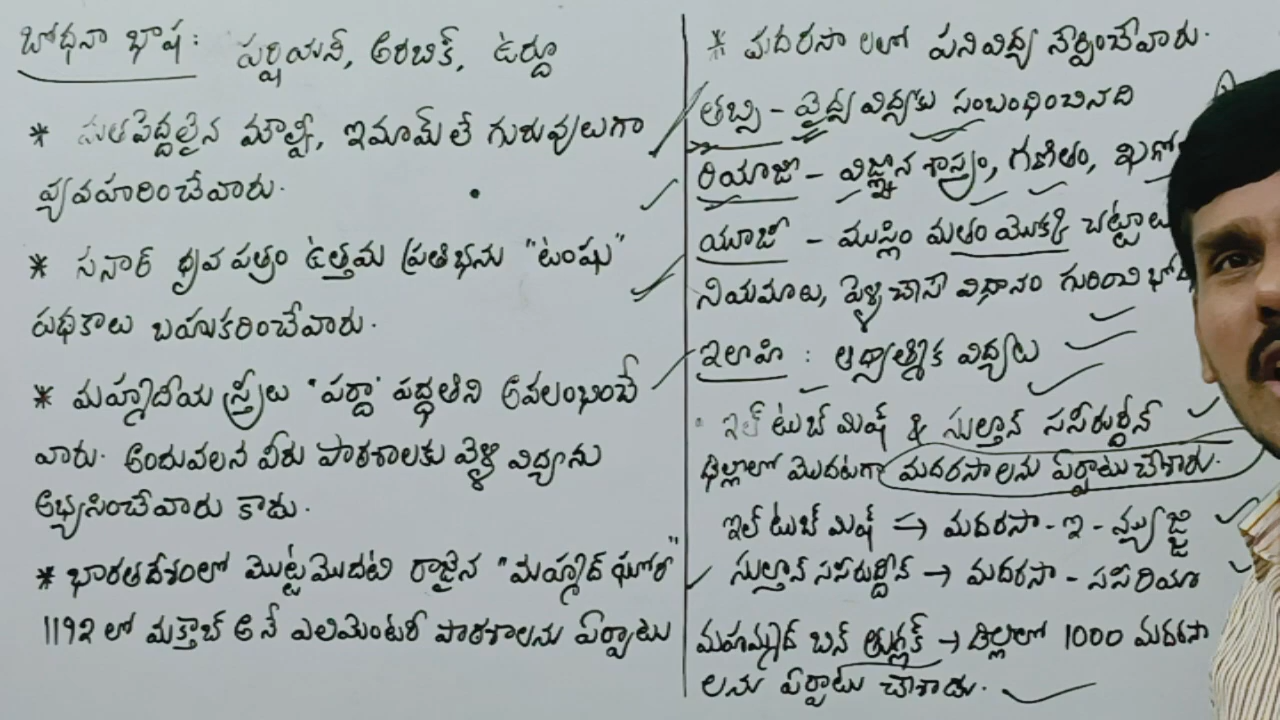 బోధనా భాష: పర్షియన్, అరబిక్, ఉర్దూ
* మతపెద్దలైన మౌల్వీ, ఇమామ్ లే గురువులుగా
వ్యవహరించేవారు.
* సనార్ ధృవ పత్రం ఉత్తమ ప్రతిభను "టంషు"
పథకాలు బహుకరించేవారు.
* మహ్మదీయ స్త్రీలు "పర్దా" పద్ధతిని అవలంభించే
వారు. అందువలన వీరు పాఠశాలకు వెళ్ళి విద్యను
అభ్యసించేవారు కాదు.
* భారతదేశంలో మొట్టమొదటి రాజైన "మహ్మద్ ఘోరీ"
1192 లో మక్తాబ్ అనే ఎలిమెంటరీ పాఠశాలను ఏర్పాటు
* మదరసా లలో పనివిద్య నేర్పించేవారు.
తబ్సి - వైద్య విద్యకు సంబంధించినది
రియాజి - విజ్ఞాన శాస్త్రం, గణితం,
యూజీ - ముస్లిం మతం యొక్క
నియమాలు, పెళ్ళి చూసే విధానం గురించి
ఇలాహి : ఆధ్యాత్మిక విద్యలు
ఇల్ టుబ్ మిష్ & సుల్తాన్ నసీరుద్దీన్
ఢిల్లీలో మొదటగా మదరసాలను ఏర్పాటు చేశారు.
ఇల్ టుబ్ మిష్ → మదరసా - ఇ - న్యుజ్జి
సుల్తాన్ నసీరుద్దీన్ → మదరసా - నసిరియా
మహమ్మద్ బిన్ తుగ్లక్ → ఢిల్లీలో 1000 మదరసా
లను ఏర్పాటు చేశాడు.